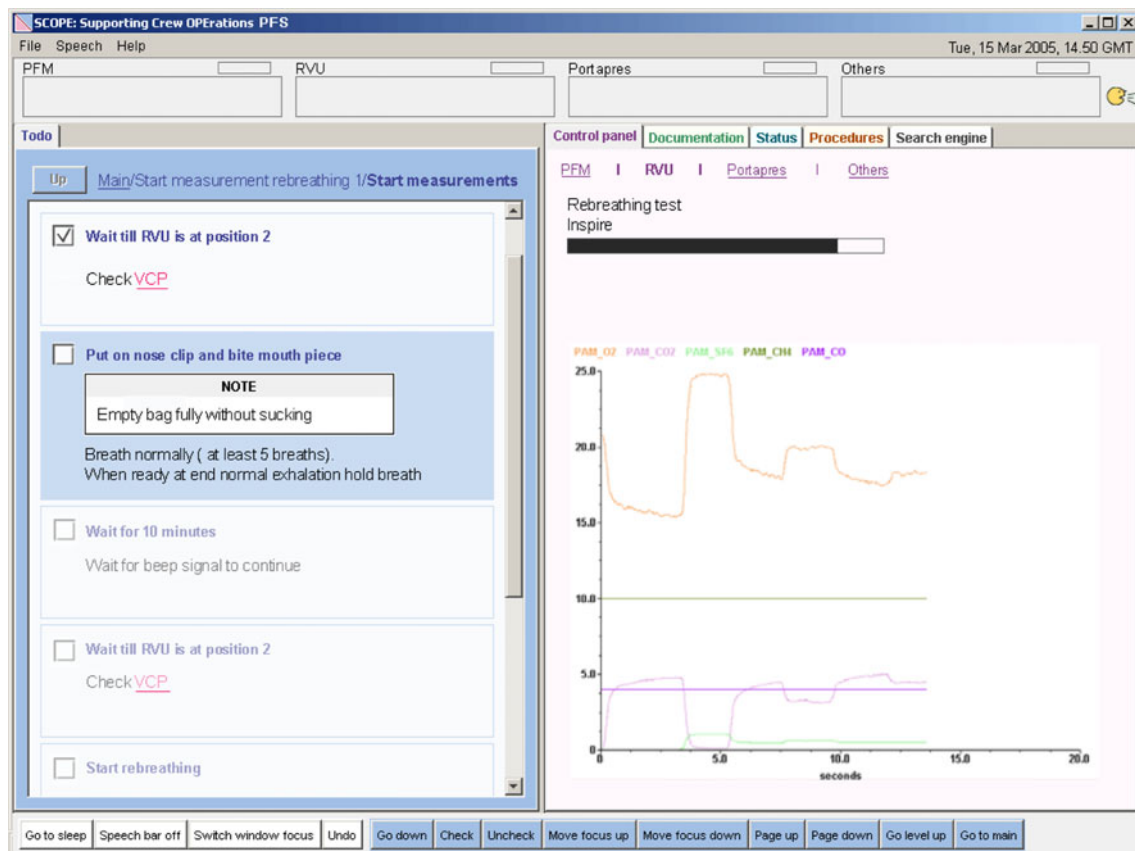 SCOPE: Supporting Crew OPErations PFS
File Speech Help
Tue, 15 Mar 2005, 14.50 GMT
PFM
RVU
Portapres
Others
Todo
Up
Main/Start measurement rebreathing 1/Start measurements
Wait till RVU is at position 2
Check VCP
Put on nose clip and bite mouth piece
NOTE
Empty bag fully without sucking
Breath normally ( at least 5 breaths).
When ready at end normal exhalation hold breath
Wait for 10 minutes
Wait for beep signal to continue
Wait till RVU is at position 2
Check VCP
Start rebreathing
Control panel Documentation Status Procedures Search engine
PFM I RVU I Portapres I Others
Rebreathing test
Inspire
PAM_O2 PAM_CO2 PAM_SF6 PAM_CH4 PAM_CO
25.0
20.0
15.0
10.0
5.0
0
0 5.0 10.0 15.0 20.0
seconds
Go to sleep Speech bar off Switch window focus Undo Go down Check Uncheck Move focus up Move focus down Page up Page down Go level up Go to main